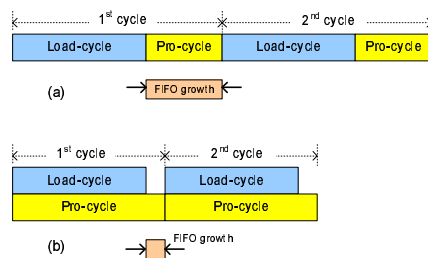 1st cycle 2nd cycle
Load-cycle Pro-cycle Load-cycle Pro-cycle
(a) FIFO growth
1st cycle 2nd cycle
Load-cycle Load-cycle
Pro-cycle Pro-cycle
(b) FIFO growth